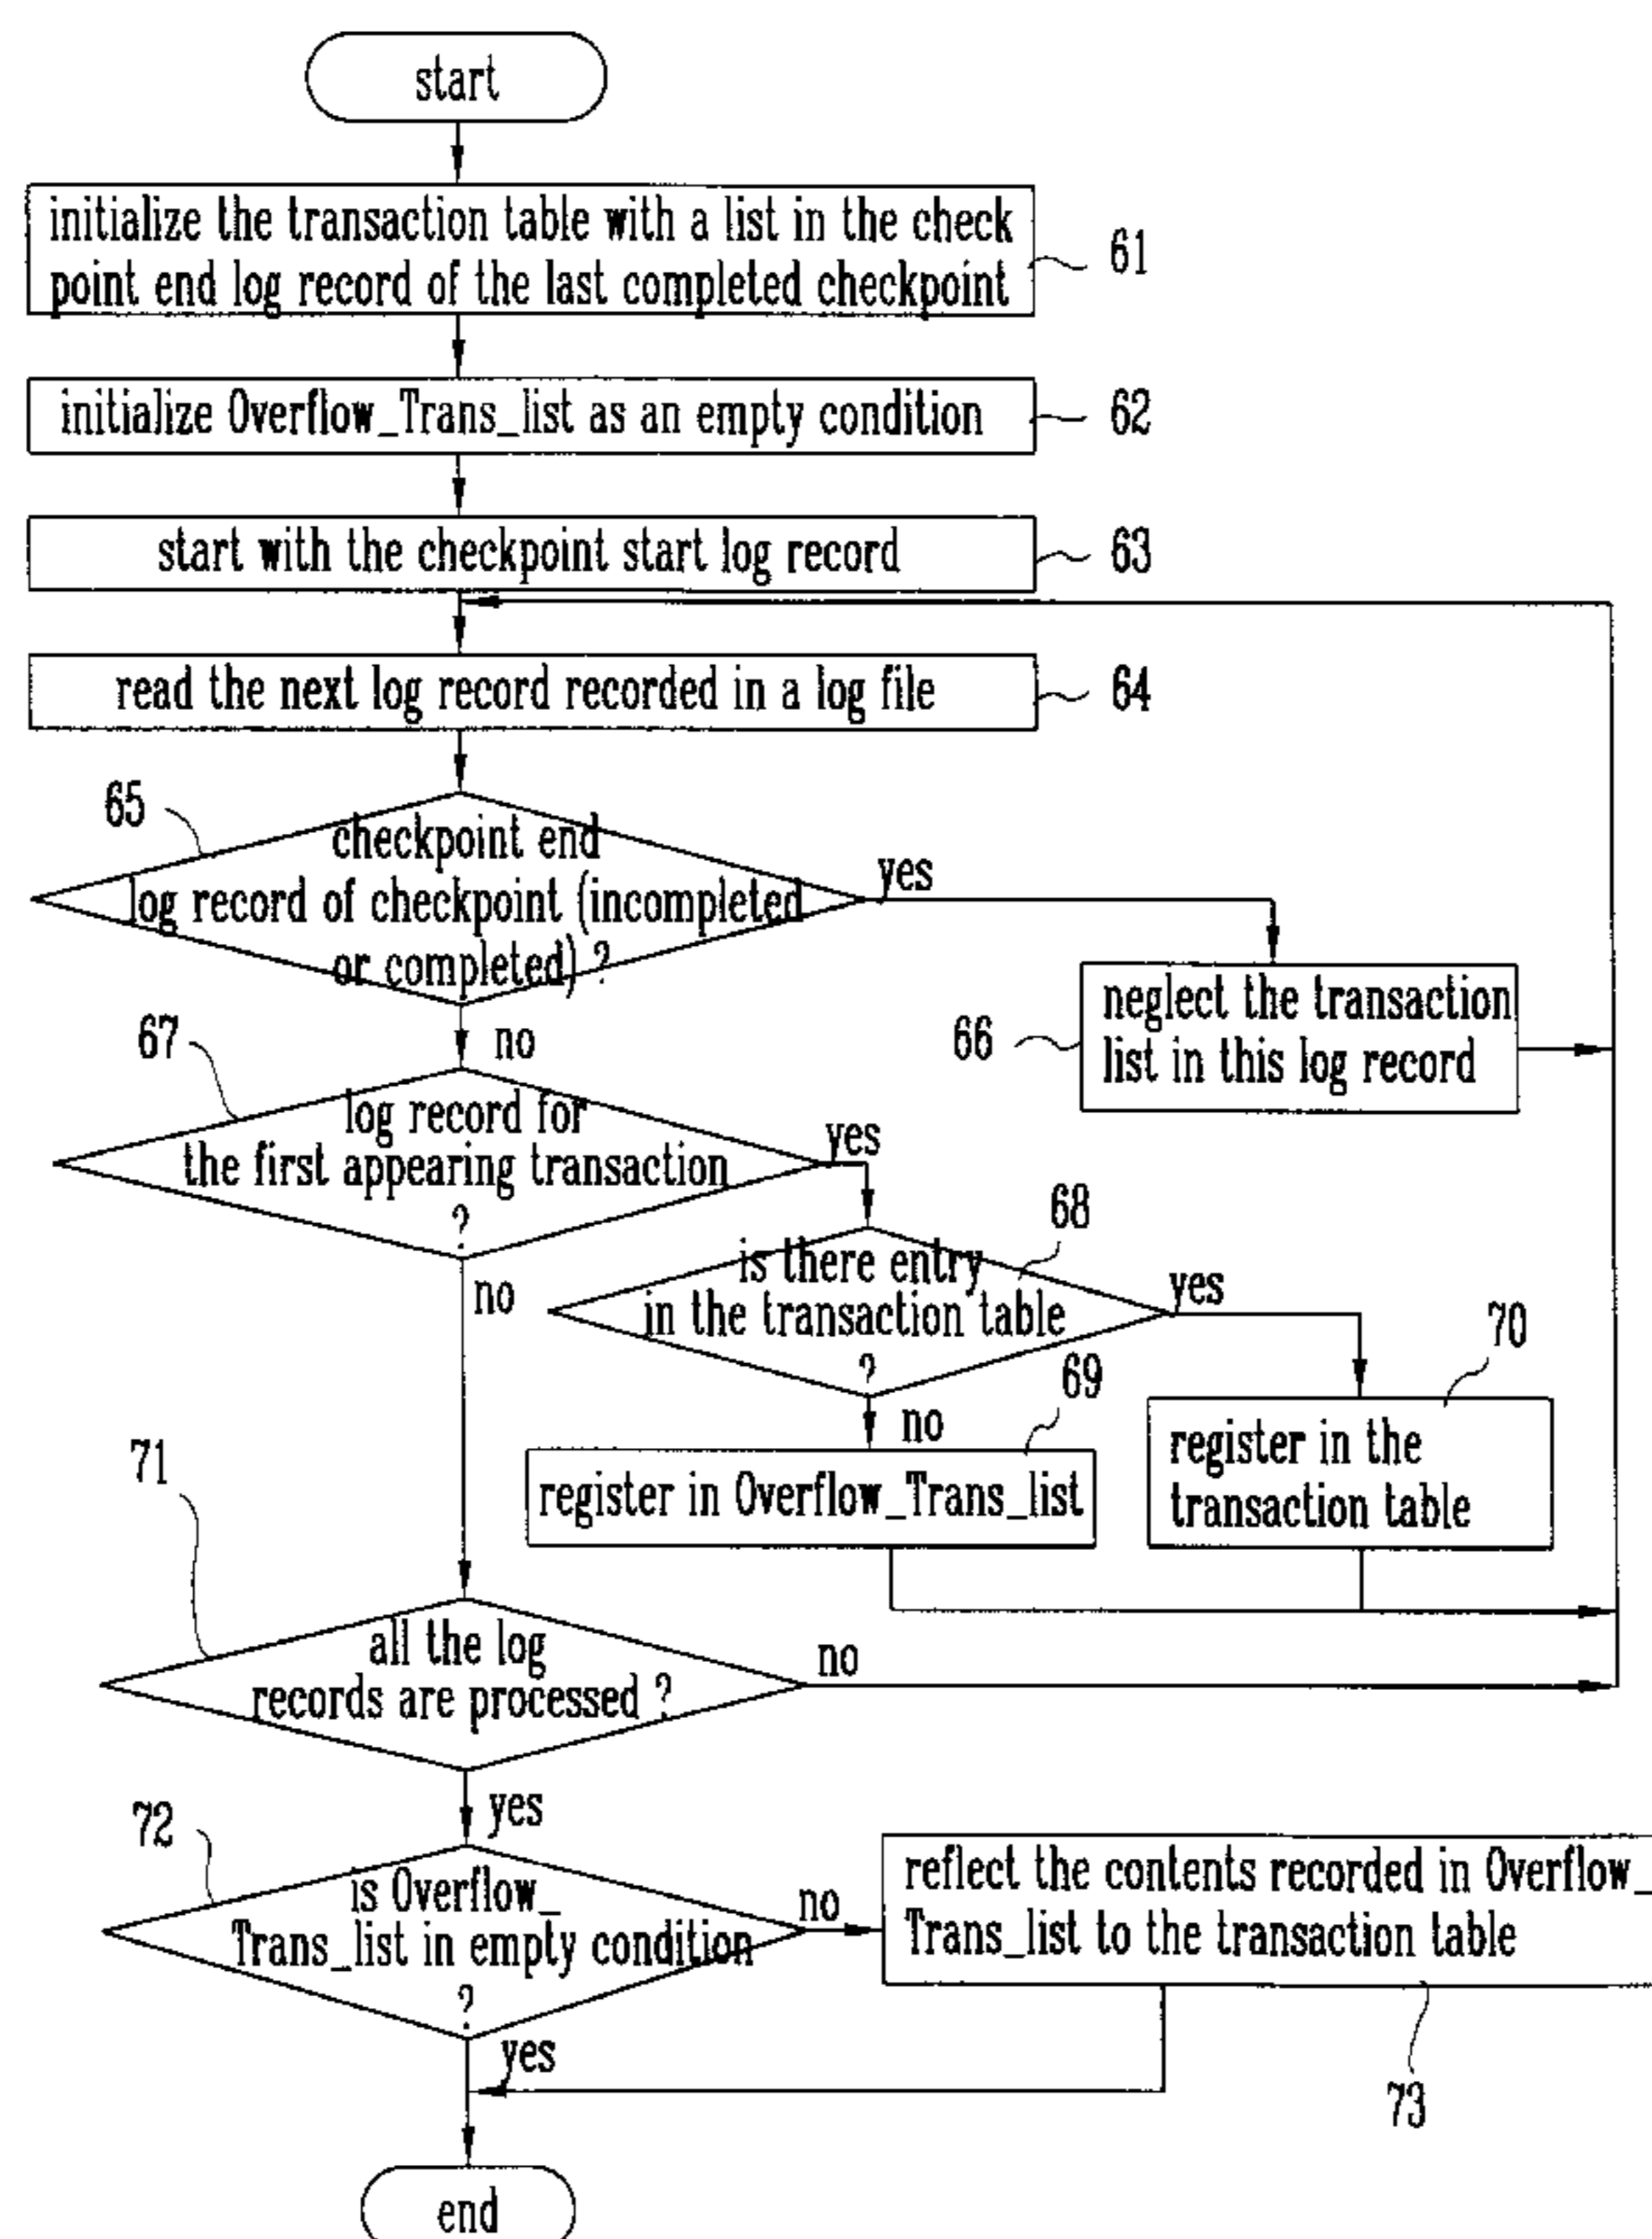 start
initialize the transaction table with a list in the check
point end log record of the last completed checkpoint
61
initialize Overflow_Trans_list as an empty condition
62
start with the checkpoint start log record
63
read the next log record recorded in a log file
64
65
checkpoint end
log record of checkpoint (incompleted
or completed) ?
yes
no
66
neglect the transaction
list in this log record
67
log record for
the first appearing transaction
?
yes
no
68
is there entry
in the transaction table
?
yes
no
69
register in Overflow_Trans_list
70
register in the
transaction table
71
all the log
records are processed ?
no
yes
72
is Overflow_
Trans_list in empty condition
?
no
yes
reflect the contents recorded in Overflow_
Trans_list to the transaction table
73
end